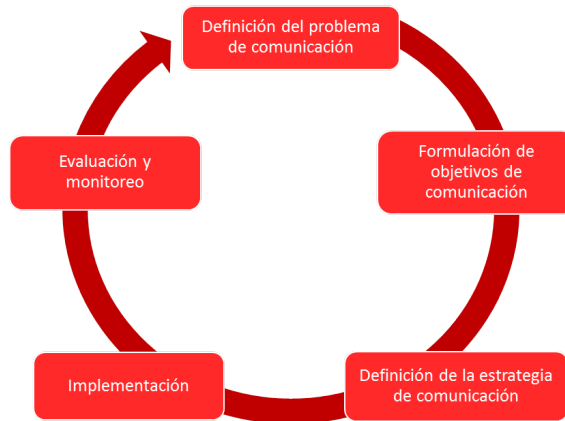 Definición del problema
de comunicación
Formulación de
objetivos de
comunicación
Definición de la estrategia
de comunicación
Implementación
Evaluación y
monitoreo